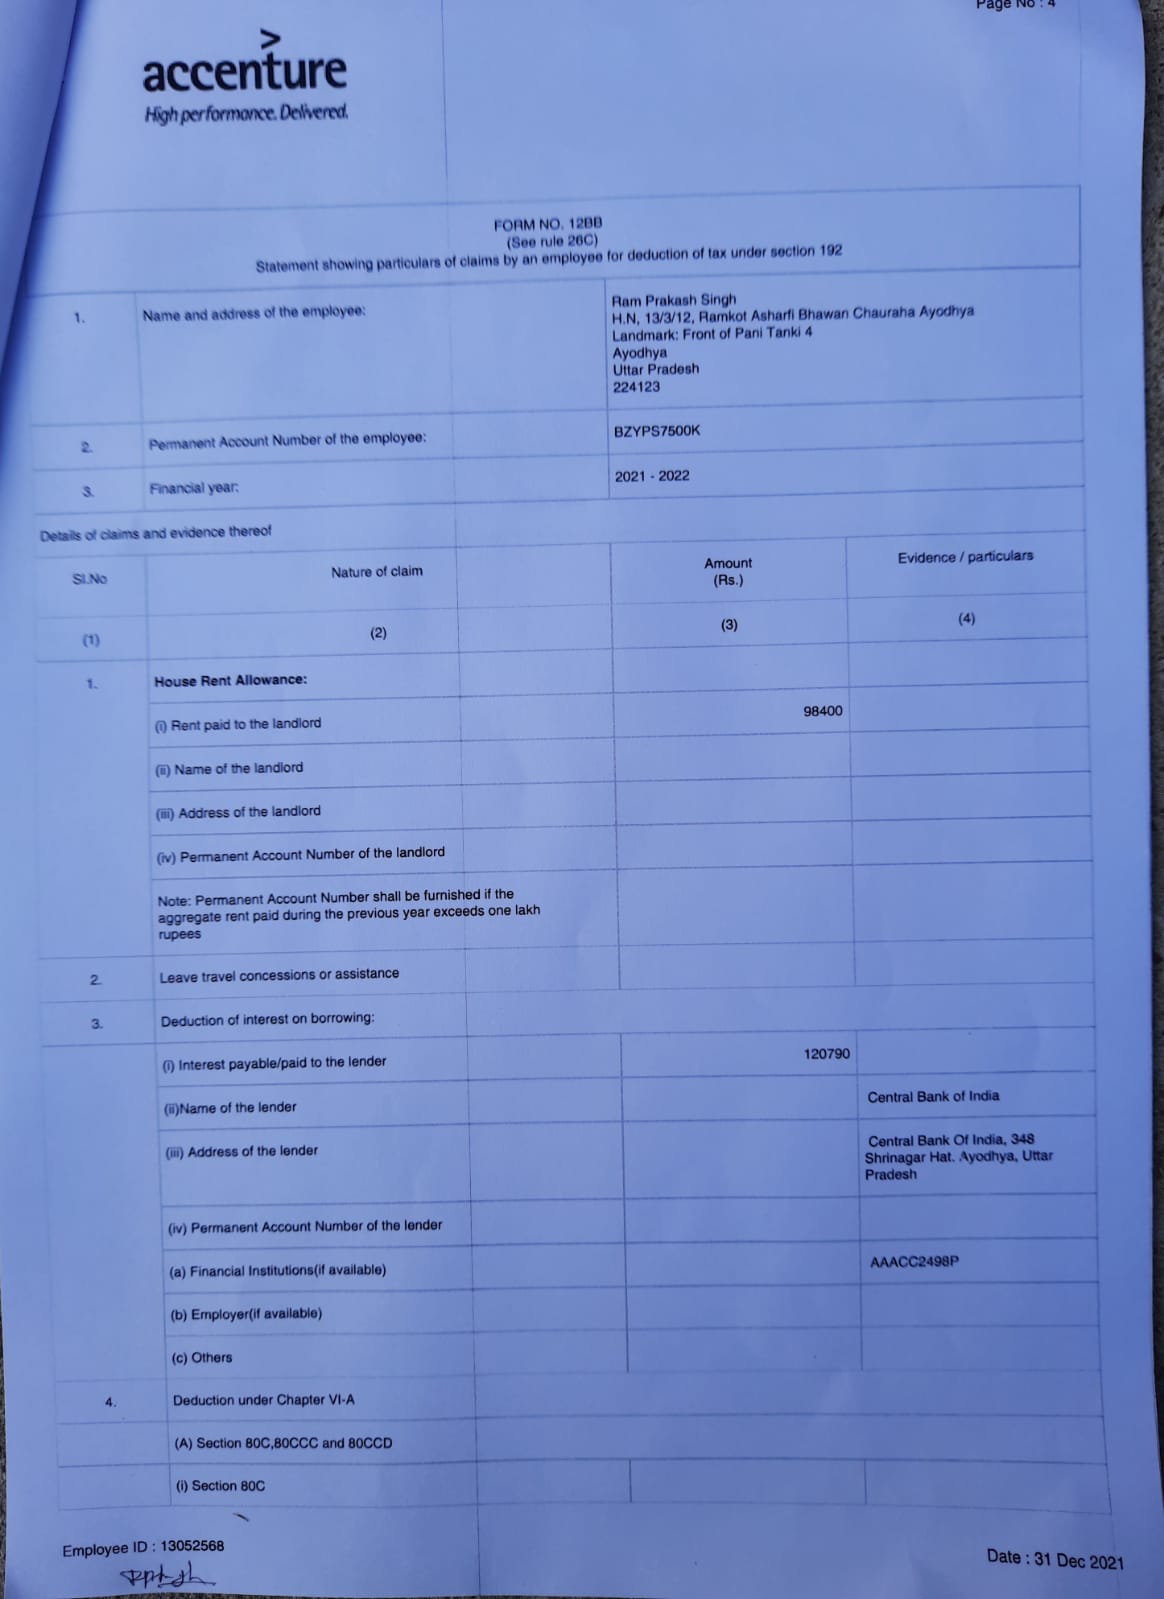 Page No : 4
accenture
High performance. Delivered.
FORM NO. 12BB
(See rule 26C)
Statement showing particulars of claims by an employee for deduction of tax under section 192
1. Name and address of the employee: Ram Prakash Singh
H.N, 13/3/12, Ramkot Asharfi Bhawan Chauraha Ayodhya
Landmark: Front of Pani Tanki 4
Ayodhya
Uttar Pradesh
224123
2. Permanent Account Number of the employee: BZYPS7500K
3. Financial year: 2021 - 2022
Details of claims and evidence thereof
Sl.No Nature of claim Amount (Rs.) Evidence / particulars
(1) (2) (3) (4)
1. House Rent Allowance:
(i) Rent paid to the landlord 98400
(ii) Name of the landlord
(iii) Address of the landlord
(iv) Permanent Account Number of the landlord
Note: Permanent Account Number shall be furnished if the
aggregate rent paid during the previous year exceeds one lakh
rupees
2. Leave travel concessions or assistance
3. Deduction of interest on borrowing:
(i) Interest payable/paid to the lender 120790
(ii)Name of the lender Central Bank of India
(iii) Address of the lender Central Bank Of India, 348
Shrinagar Hat. Ayodhya, Uttar
Pradesh
(iv) Permanent Account Number of the lender
(a) Financial Institutions(if available) AAACC2498P
(b) Employer(if available)
(c) Others
4. Deduction under Chapter VI-A
(A) Section 80C,80CCC and 80CCD
(i) Section 80C
Employee ID : 13052568
Date : 31 Dec 2021